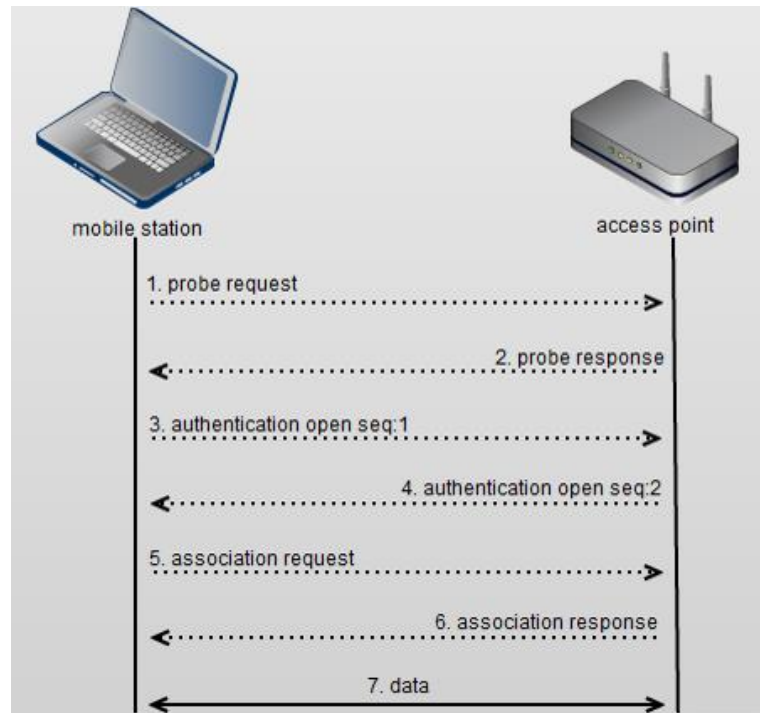 mobile station
access point
1. probe request
2. probe response
3. authentication open seq:1
4. authentication open seq:2
5. association request
6. association response
7. data